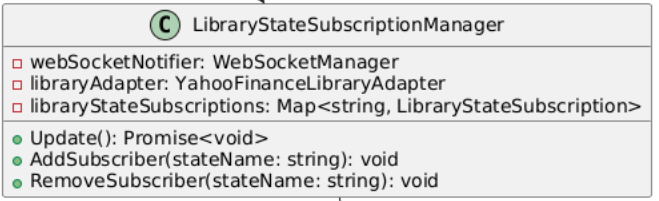 C LibraryStateSubscriptionManager
webSocketNotifier: WebSocketManager
libraryAdapter: YahooFinanceLibraryAdapter
libraryStateSubscriptions: Map<string, LibraryStateSubscription>
Update(): Promise<void>
AddSubscriber(stateName: string): void
RemoveSubscriber(stateName: string): void